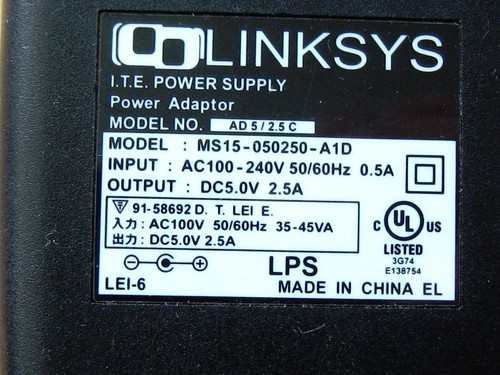 LINKSYS
I.T.E. POWER SUPPLY
Power Adaptor
MODEL NO. AD 5 / 2.5 C
MODEL : MS15-050250-A1D
INPUT : AC100-240V 50/60Hz 0.5A
OUTPUT : DC5.0V 2.5A
91-58692 D. T. LEI E.
入力 : AC100V 50/60Hz 35-45VA
出力 : DC5.0V 2.5A
C UL US
LISTED
3G74
E138754
LPS
LEI-6
MADE IN CHINA EL